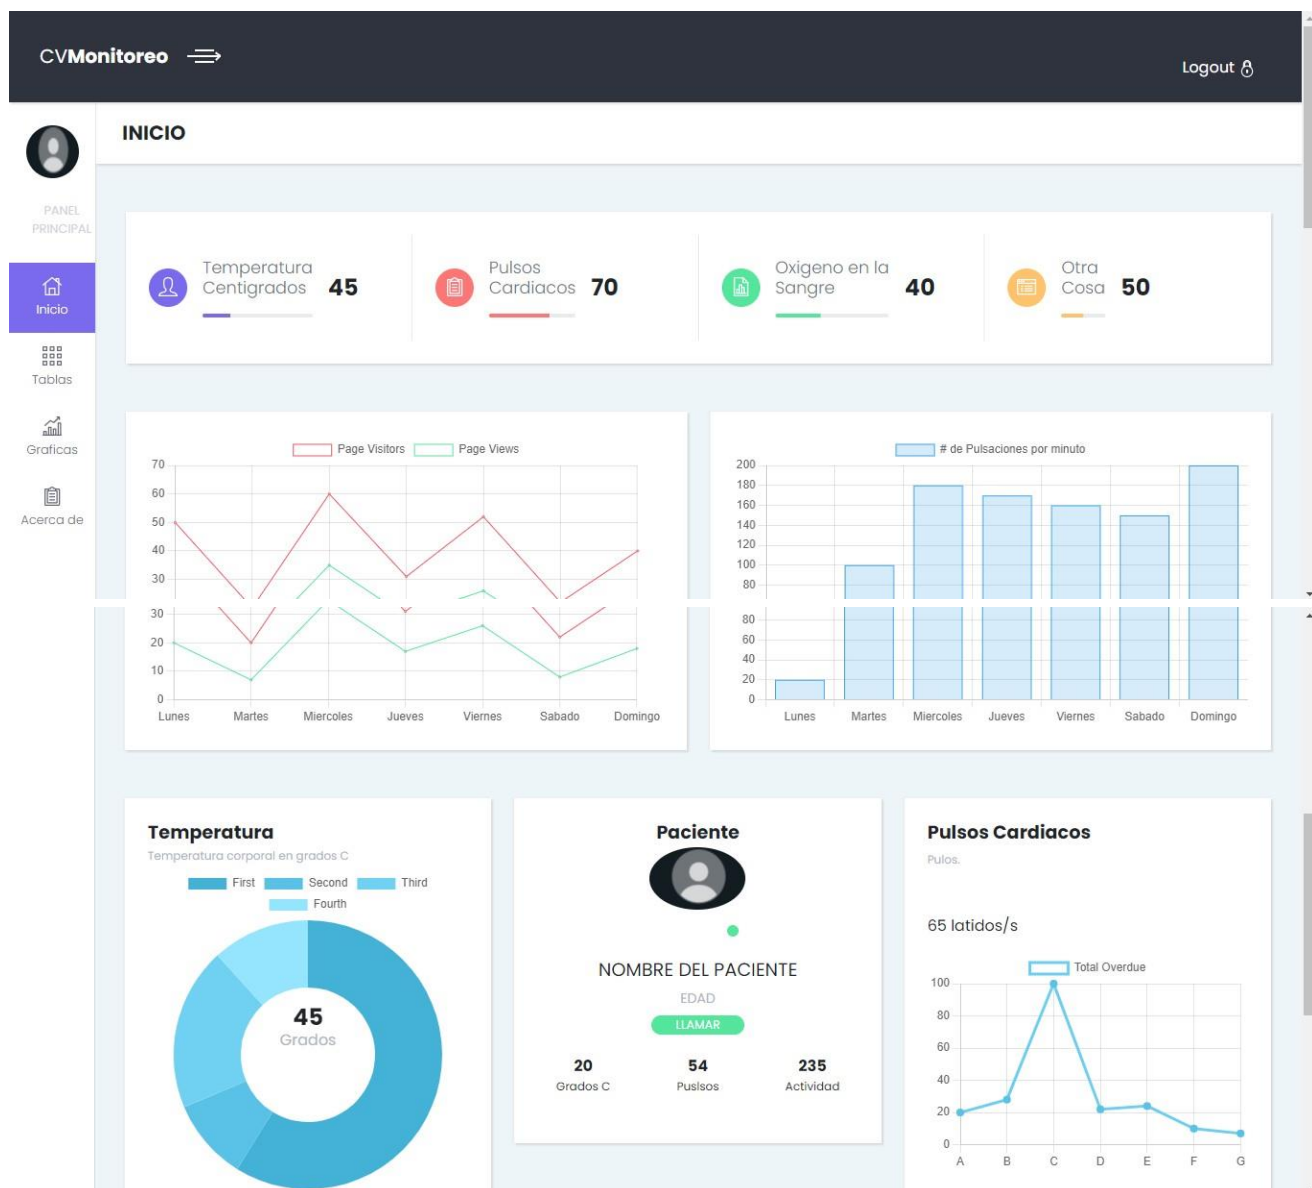 CVMonitoreo
Logout
INICIO
PANEL
PRINCIPAL
Inicio
Tablas
Graficas
Acerca de
Temperatura
Centigrados 45
Pulsos
Cardiacos 70
Oxigeno en la
Sangre 40
Otra
Cosa 50
Page Visitors Page Views
70
60
50
40
30
30
20
10
0
Lunes Martes Miercoles Jueves Viernes Sabado Domingo
# de Pulsaciones por minuto
200
180
160
140
120
100
80
80
60
40
20
0
Lunes Martes Miercoles Jueves Viernes Sabado Domingo
Temperatura
Temperatura corporal en grados C
First Second Third
Fourth
45
Grados
Paciente
NOMBRE DEL PACIENTE
EDAD
LLAMAR
20 54 235
Grados C Puslsos Actividad
Pulsos Cardiacos
Pulos.
65 latidos/s
Total Overdue
100
80
60
40
20
0
A B C D E F G